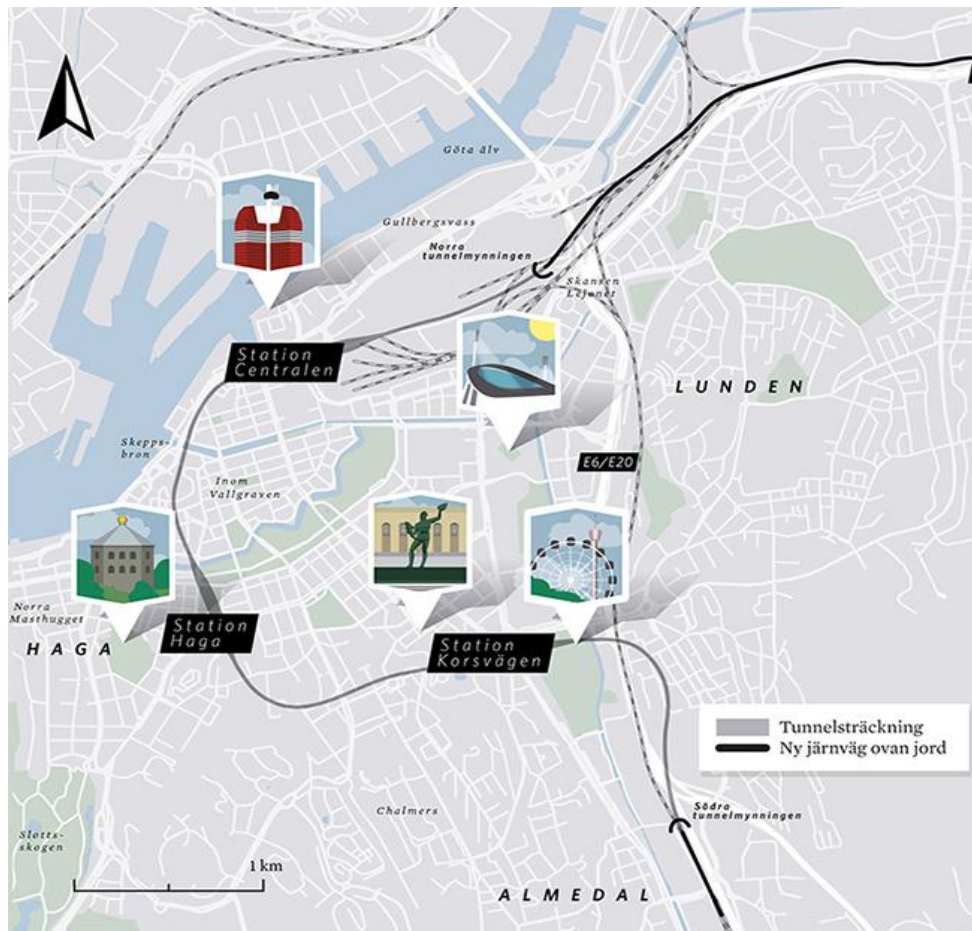 Göta älv
Gullbergsvass
Norra
tunnelmynningen
Skansen
Lejonet
Station
Centralen
LUNDEN
Skepps-
bron
E6/E20
Inom
Vallgraven
Norra
Masthugget
HAGA
Station
Haga
Station
Korsvägen
Tunnelsträckning
Ny järnväg ovan jord
Chalmers
Södra
tunnelmynningen
Slotts-
skogen
1 km
ALMEDAL